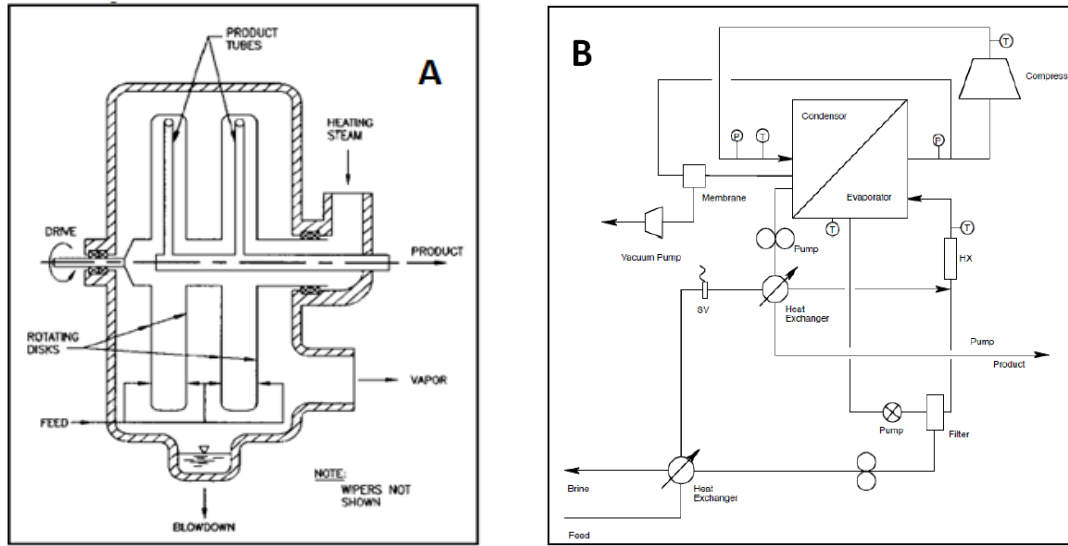 A
PRODUCT
TUBES
HEATING
STEAM
DRIVE
PRODUCT
ROTATING
DISKS
VAPOR
FEED
NOTE:
WIPERS NOT
SHOWN
BLOWDOWN
B
T
Compress
Condensor
P
T
P
Membrane
Evaporator
T
T
Vacuum Pump
Pump
HX
SV
Heat
Exchanger
Pump
Product
Pump
Filter
Brine
Heat
Exchanger
Feed